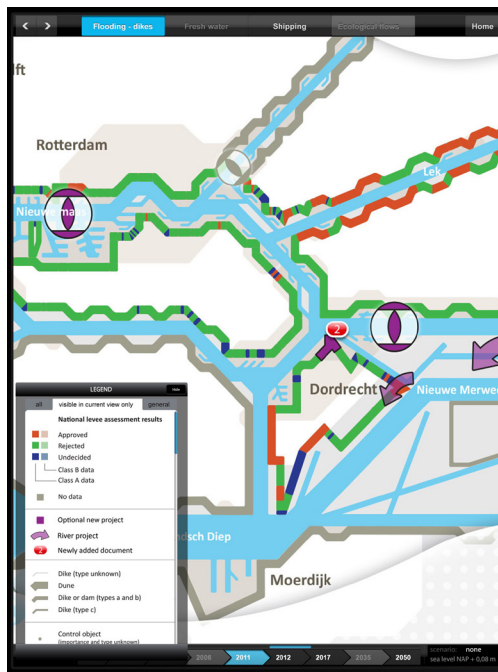 Flooding - dikes
Fresh water
Shipping
Ecological flows
Home
lft
Rotterdam
Lek
Nieuwe maas
2
Dordrecht
Nieuwe Merwe
LEGEND
Hide
all
visible in current view only
general
National levee assessment results
Approved
Rejected
Undecided
Class B data
Class A data
No data
Optional new project
River project
2 Newly added document
Dike (type unknown)
Dune
Dike or dam (types a and b)
Dike (type c)
Control object
(importance and type unknown)
ndsch Diep
Moerdijk
2008
2011
2012
2017
2035
2050
scenario: none
sea level NAP + 0,08 m